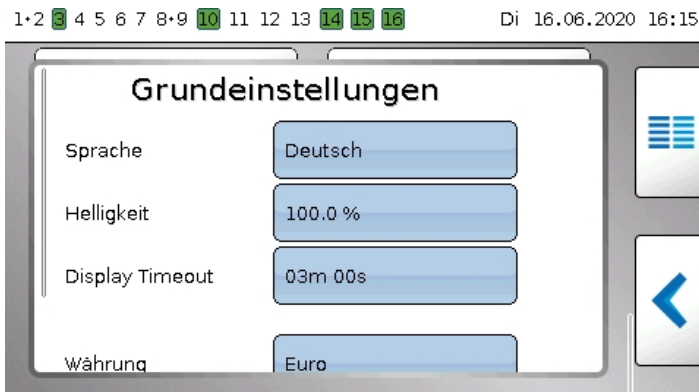 1+2 3 4 5 6 7 8+9 10 11 12 13 14 15 16 Di 16.06.2020 16:15
Grundeinstellungen
Sprache Deutsch
Helligkeit 100.0 %
Display Timeout 03m 00s
Währung Euro